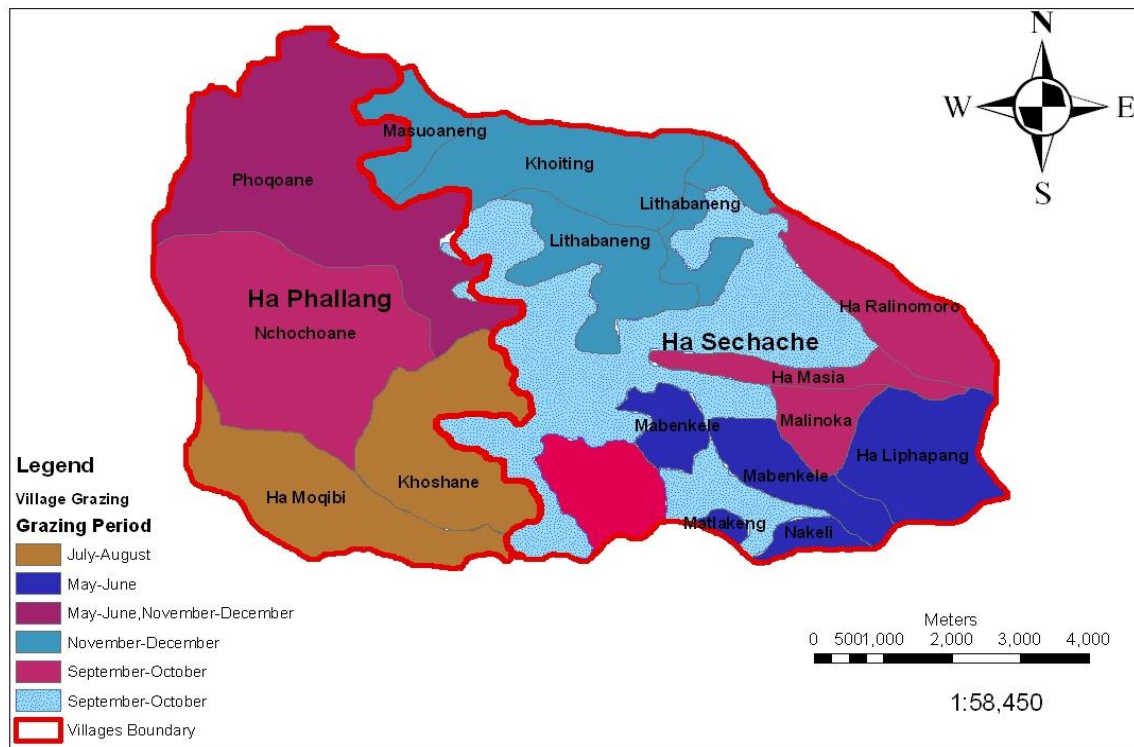 N
W E
S
Masuoaneng
Khoiting
Phoqoane
Lithabaneng
Lithabaneng
Ha Phallang
Nchochoane
Ha Ralinomoro
Ha Sechache
Ha Masia
Malinoka
Mabenkele
Ha Liphapang
Mabenkele
Khoshane
Ha Moqibi
Matlakeng
Nakeli
Legend
Village Grazing
Grazing Period
July-August
May-June
May-June,November-December
November-December
September-October
September-October
Villages Boundary
Meters
0 5001,000 2,000 3,000 4,000
1:58,450